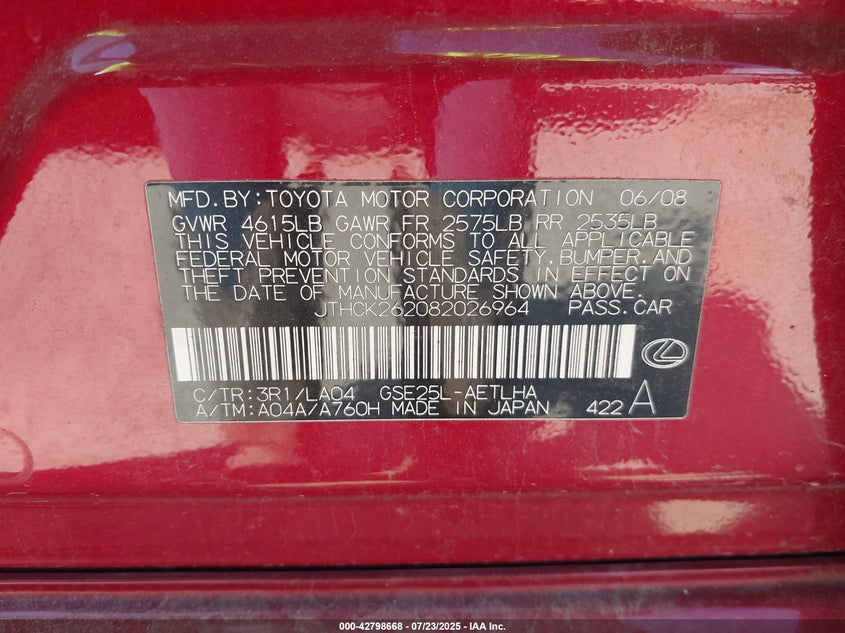 MFD.BY:TOYOTA MOTOR CORPORATION 06/08
GVWR 4615LB GAWR FR 2575LB RR 2535LB
THIS VEHICLE CONFORMS TO ALL APPLICABLE
FEDERAL MOTOR VEHICLE SAFETY,BUMPER,AND
THEFT PREVENTION STANDARDS IN EFFECT ON
THE DATE OF MANUFACTURE SHOWN ABOVE.
JTHCK262082026964 PASS.CAR
C/TR:3R1/LA04 GSE25L-AETLHA
A/TM:A04A/A760H MADE IN JAPAN 422 A
000-42798668 - 07/23/2025 - IAA Inc.